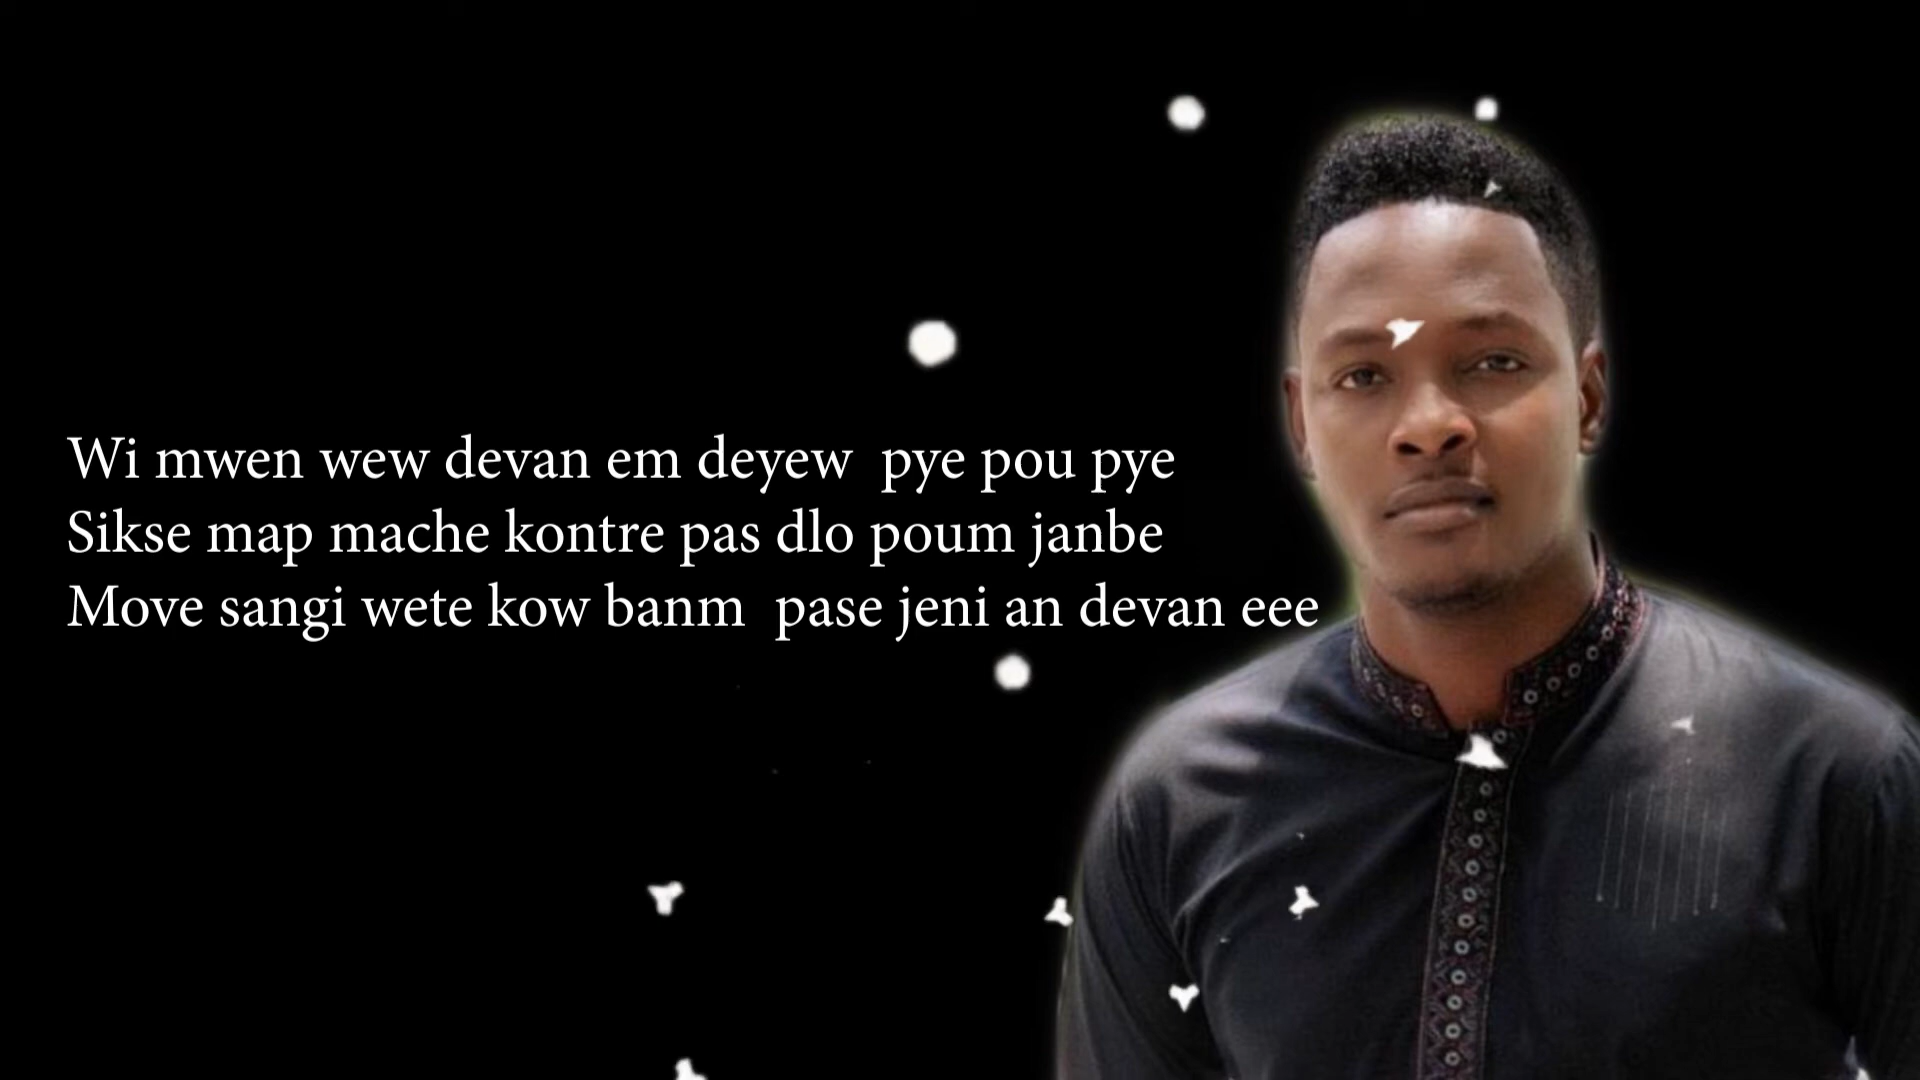 Wi mwen wew devan em deyew  pye pou pye
Sikse map mache kontre pas dlo poum janbe
Move sangi wete kow banm  pase jeni an devan eee